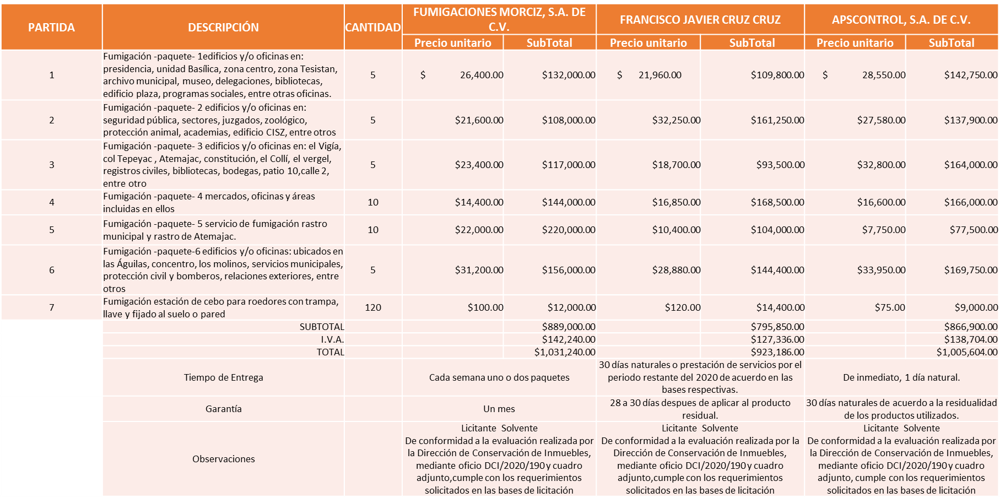 PARTIDA DESCRIPCIÓN CANTIDAD FUMIGACIONES MORCIZ, S.A. DE
C.V. FRANCISCO JAVIER CRUZ CRUZ APSCONTROL, S.A. DE C.V.
Precio unitario SubTotal Precio unitario SubTotal Precio unitario SubTotal
1
Fumigación -paquete- 1edificios y/o oficinas en:
presidencia, unidad Basílica, zona centro, zona Tesistan,
archivo municipal, museo, delegaciones, bibliotecas,
edificio plaza, programas sociales, entre otras oficinas.
5 $ 26,400.00 $132,000.00 $ 21,960.00 $109,800.00 $ 28,550.00 $142,750.00
2
Fumigación -paquete- 2 edificios y/o oficinas en:
seguridad pública, sectores, juzgados, zoológico,
protección animal, academias, edificio CISZ, entre otros
5 $21,600.00 $108,000.00 $32,250.00 $161,250.00 $27,580.00 $137,900.00
3
Fumigación -paquete- 3 edificios y/o oficinas en: el Vigía,
col Tepeyac , Atemajac, constitución, el Collí, el vergel,
registros civiles, bibliotecas, bodegas, patio 10,calle 2,
entre otro
5 $23,400.00 $117,000.00 $18,700.00 $93,500.00 $32,800.00 $164,000.00
4
Fumigación -paquete- 4 mercados, oficinas y áreas
incluidas en ellos
10 $14,400.00 $144,000.00 $16,850.00 $168,500.00 $16,600.00 $166,000.00
5
Fumigación -paquete- 5 servicio de fumigación rastro
municipal y rastro de Atemajac.
10 $22,000.00 $220,000.00 $10,400.00 $104,000.00 $7,750.00 $77,500.00
6
Fumigación -paquete-6 edificios y/o oficinas: ubicados en
las Águilas, concentro, los molinos, servicios municipales,
protección civil y bomberos, relaciones exteriores, entre
otros
5 $31,200.00 $156,000.00 $28,880.00 $144,400.00 $33,950.00 $169,750.00
7
Fumigación estación de cebo para roedores con trampa,
llave y fijado al suelo o pared
120 $100.00 $12,000.00 $120.00 $14,400.00 $75.00 $9,000.00
SUBTOTAL $889,000.00 $795,850.00 $866,900.00
I.V.A. $142,240.00 $127,336.00 $138,704.00
TOTAL $1,031,240.00 $923,186.00 $1,005,604.00
Tiempo de Entrega
Cada semana uno o dos paquetes
30 días naturales o prestación de servicios por el
periodo restante del 2020 de acuerdo en las
bases respectivas.
De inmediato, 1 día natural.
Garantía
Un mes
28 a 30 días despues de aplicar al producto
residual.
30 días naturales de acuerdo a la residualidad
de los productos utilizados.
Observaciones
Licitante Solvente
De conformidad a la evaluación realizada por
la Dirección de Conservación de Inmuebles,
mediante oficio DCI/2020/190 y cuadro
adjunto,cumple con los requerimientos
solicitados en las bases de licitación
Licitante Solvente
De conformidad a la evaluación realizada por la
Dirección de Conservación de Inmuebles,
mediante oficio DCI/2020/190 y cuadro
adjunto,cumple con los requerimientos
solicitados en las bases de licitación
Licitante Solvente
De conformidad a la evaluación realizada por
la Dirección de Conservación de Inmuebles,
mediante oficio DCI/2020/190 y cuadro
adjunto, cumple con los requerimientos
solicitados en las bases de licitación